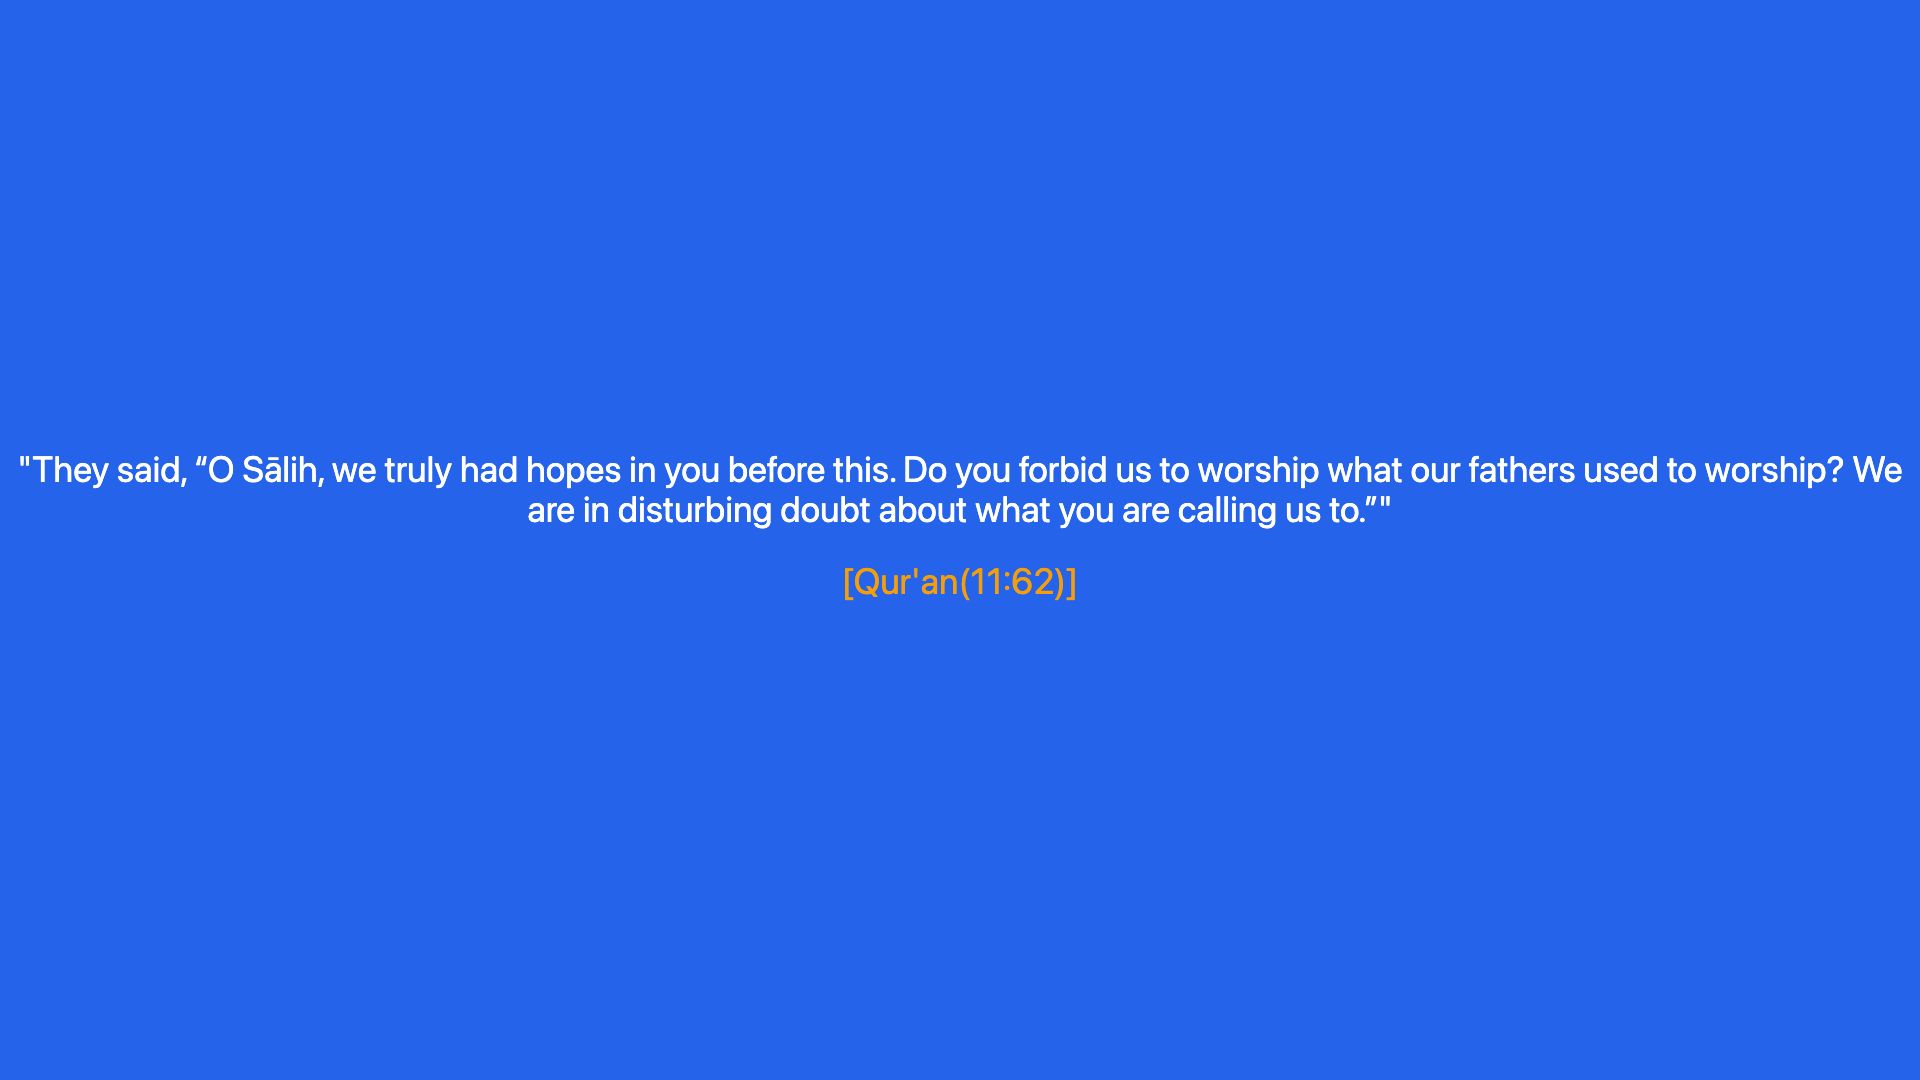 "They said, “O Sālih, we truly had hopes in you before this. Do you forbid us to worship what our fathers used to worship? We
are in disturbing doubt about what you are calling us to.”"
[Qur'an(11:62)]